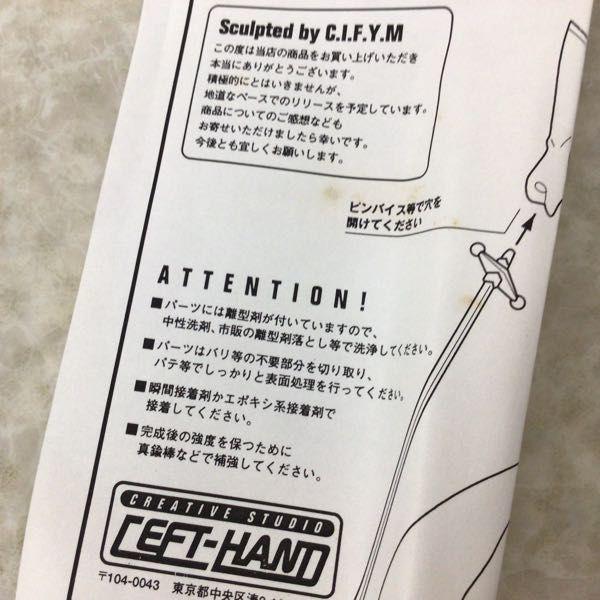 Sculpted by C.I.F.Y.M
この度は当店の商品をお買い上げいただき
本当にありがとうございます。
積極的にとはいきませんが、
地道なペースでのリリースを予定しています。
商品についてのご感想なども
お寄せいただけましたら幸いです。
今後とも宜しくお願いします。
ピンバイス等で穴を
開けてください
ATTENTION!
■パーツには離型剤が付いていますので、
中性洗剤、市販の離型剤落とし等で洗浄してください。
■パーツはバリ等の不要部分を切り取り、
パテ等でしっかりと表面処理を行ってください。
■瞬間接着剤かエポキシ系接着剤で
接着してください。
■完成後の強度を保つために
真鍮棒などで補強してください。
CREATIVE STUDIO
LEFT-HAND
〒104-0043 東京都中央区湊